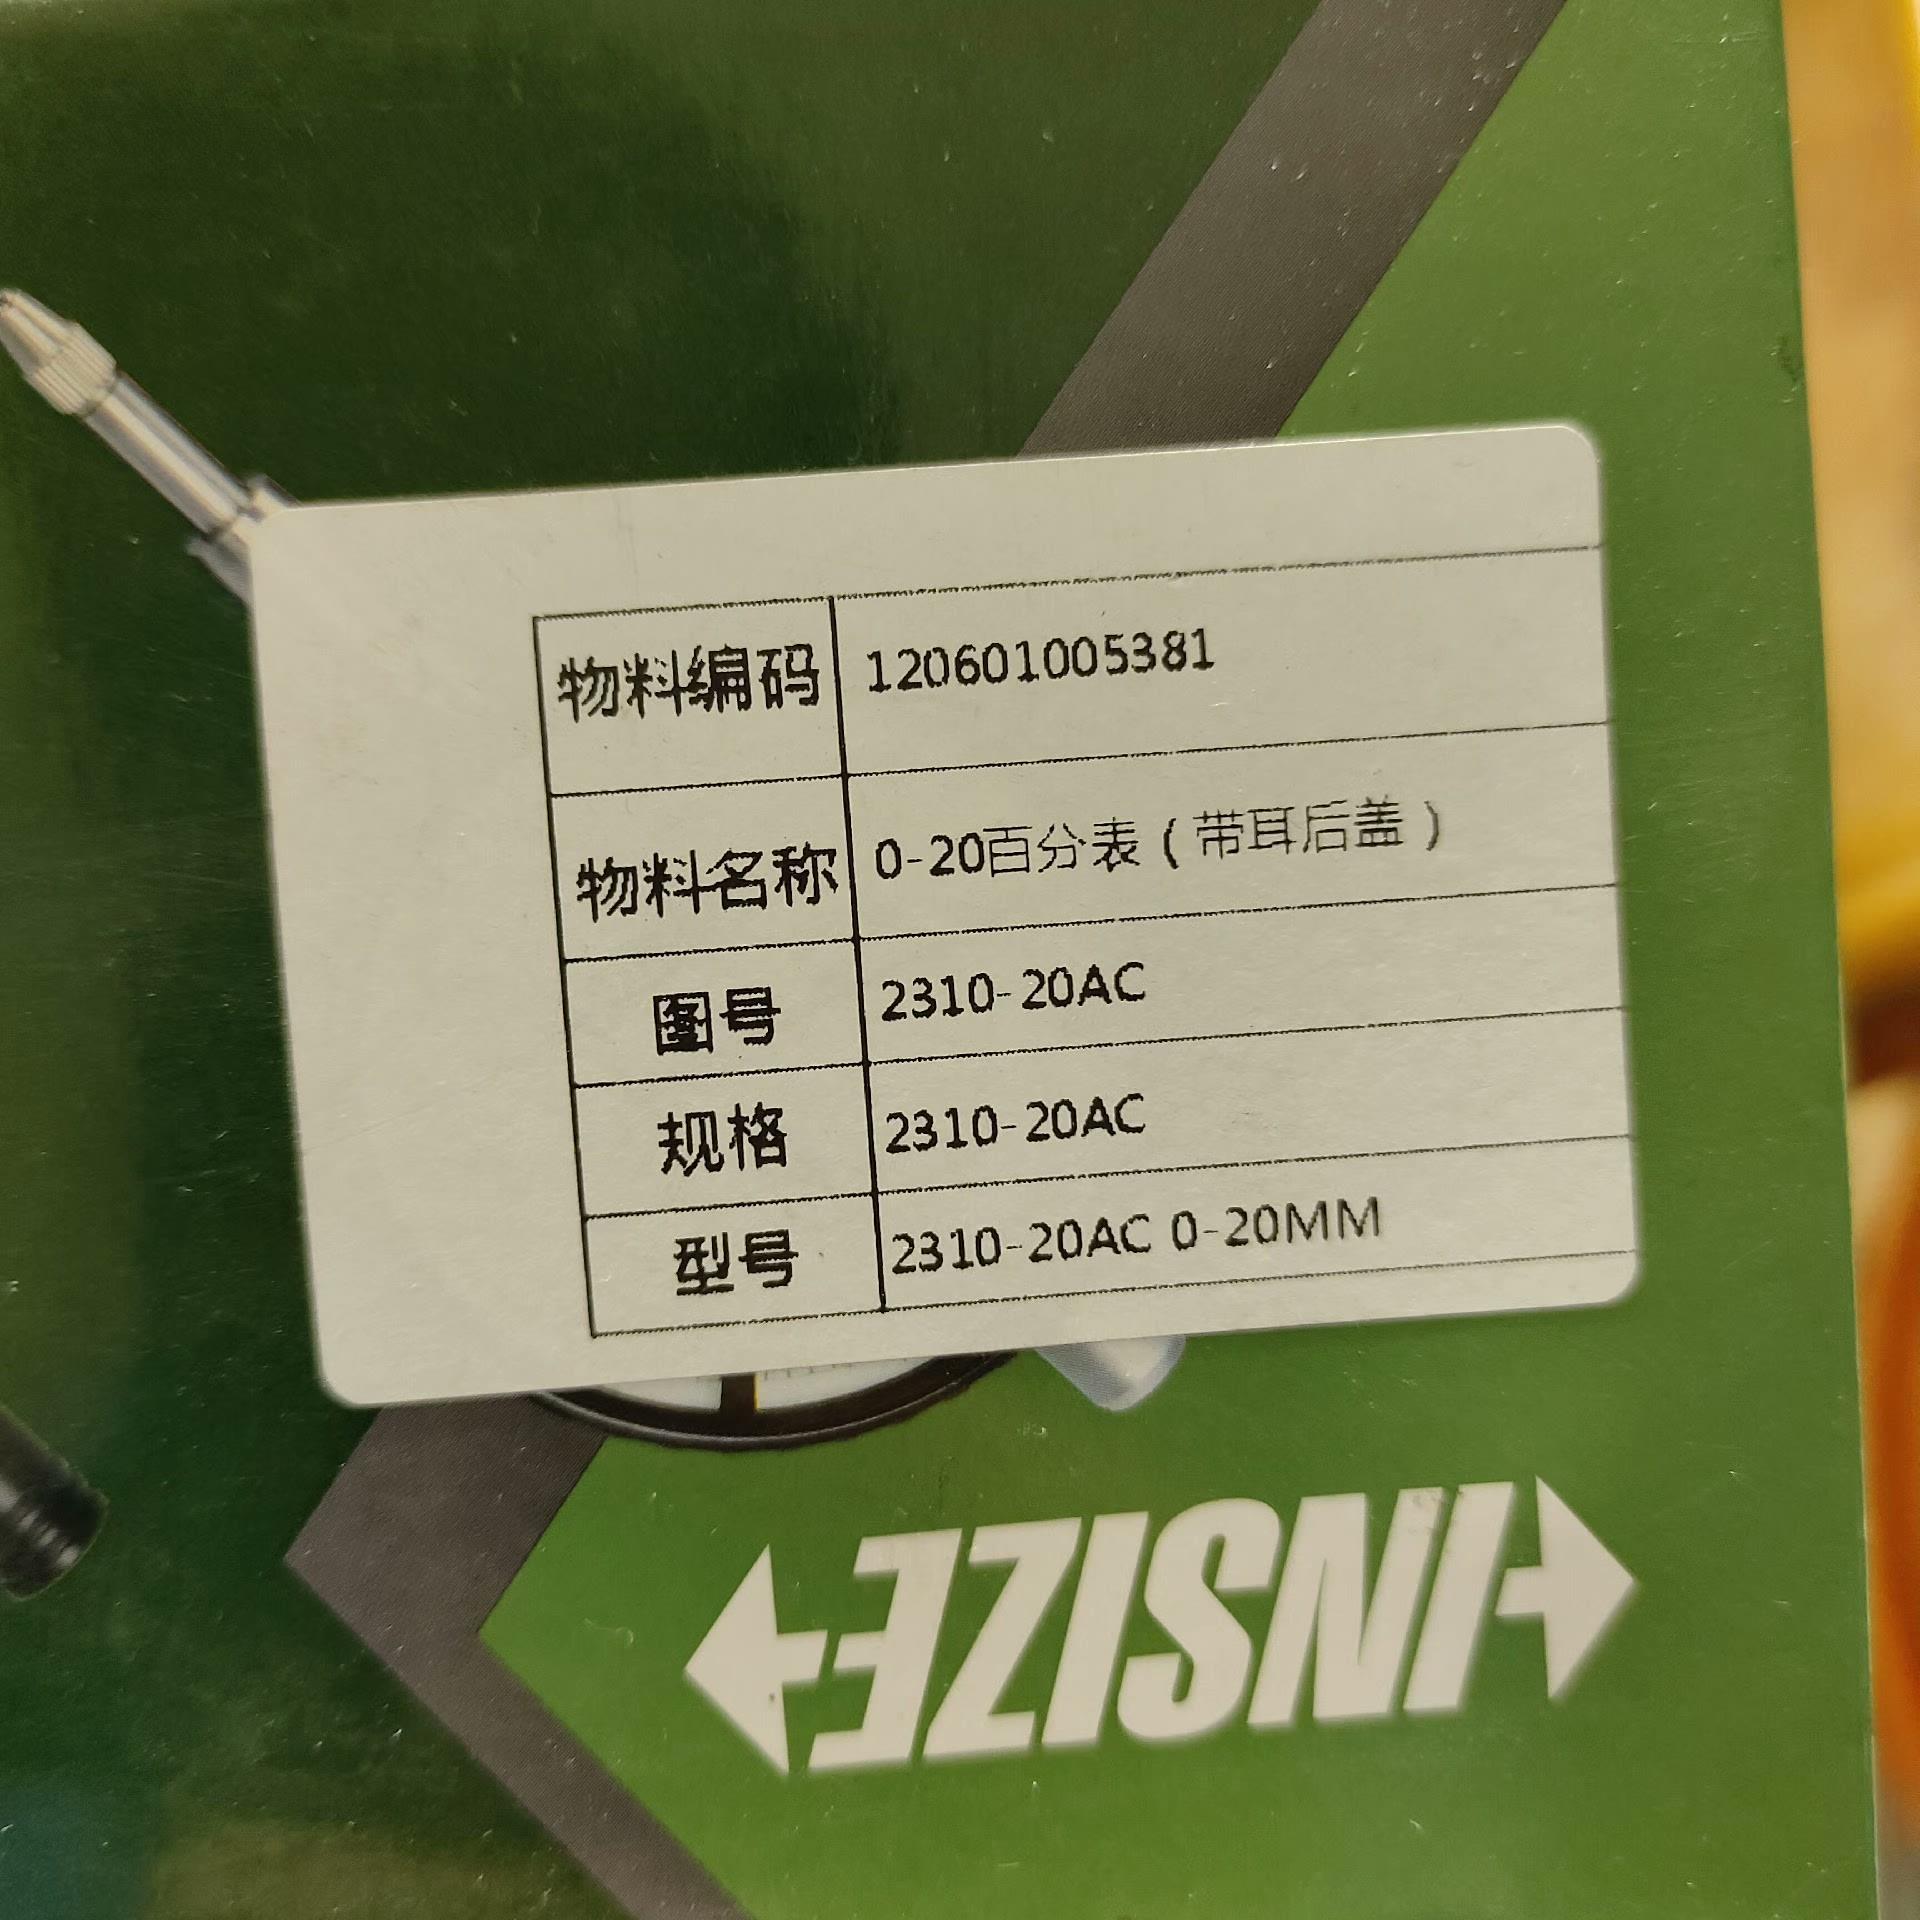 物料编码 120601005381
物料名称 0-20百分表(带耳后盖)
图号 2310-20AC
规格 2310-20AC
型号 2310-20AC 0-20MM
INSIZE